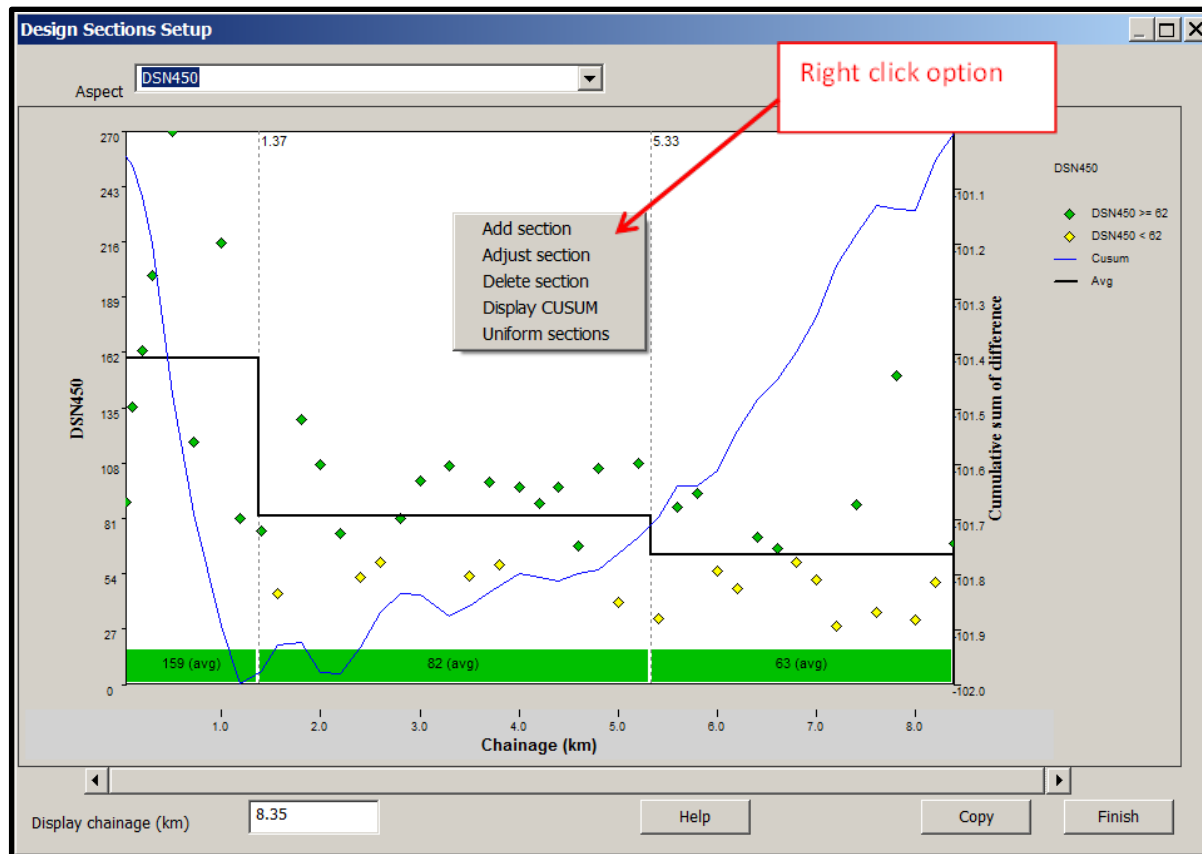 Design Sections Setup
Right click option
Aspect
DSN450
270
243
216
189
162
135
108
81
54
27
0
DSN450
1.37
5.33
Add section
Adjust section
Delete section
Display CUSUM
Uniform sections
159 (avg)
82 (avg)
63 (avg)
-101.1
-101.2
-101.3
-101.4
-101.5
-101.6
-101.7
-101.8
-101.9
-102.0
Cumulative sum of difference
DSN450
DSN450 >= 62
DSN450 < 62
Cusum
Avg
1.0
2.0
3.0
4.0
5.0
6.0
7.0
8.0
Chainage (km)
Display chainage (km)
8.35
Help
Copy
Finish